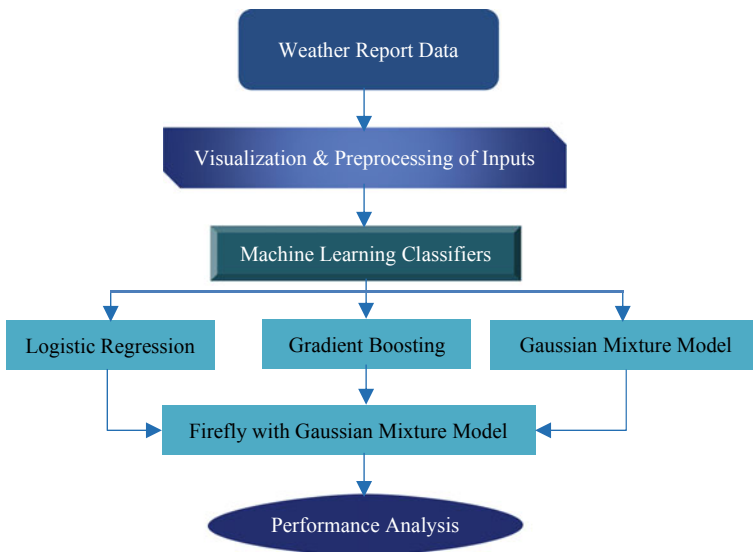 Weather Report Data
Visualization & Preprocessing of Inputs
Machine Learning Classifiers
Logistic Regression
Gradient Boosting
Gaussian Mixture Model
Firefly with Gaussian Mixture Model
Performance Analysis